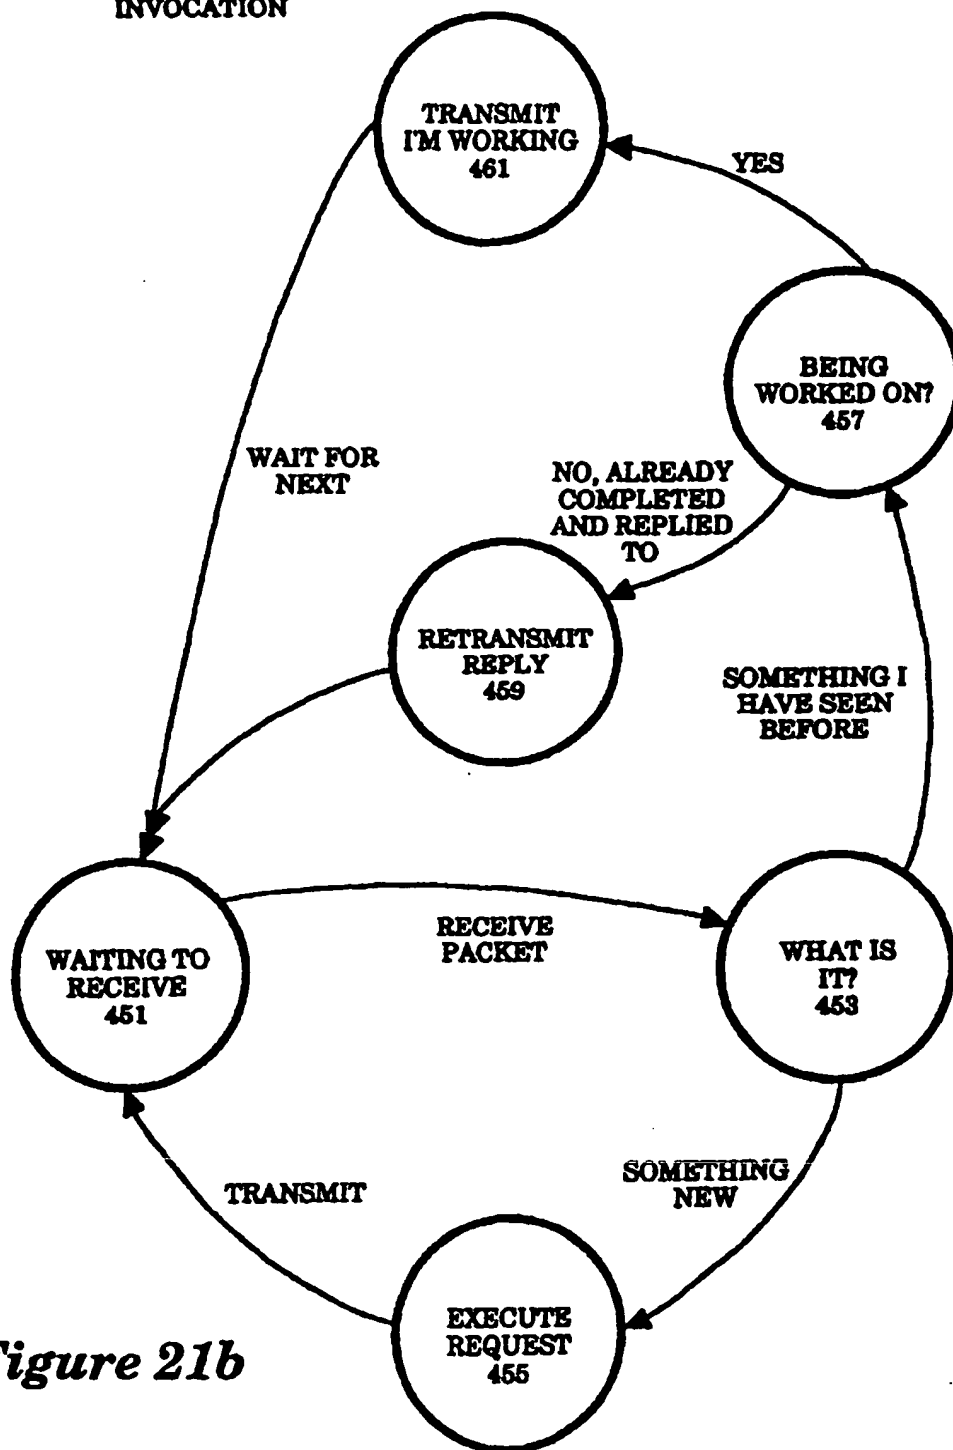 INVOCATION
TRANSMIT
I'M WORKING
461
YES
BEING
WORKED ON?
457
WAIT FOR
NEXT
NO, ALREADY
COMPLETED
AND REPLIED
TO
RETRANSMIT
REPLY
459
SOMETHING I
HAVE SEEN
BEFORE
RECEIVE
PACKET
WAITING TO
RECEIVE
451
WHAT IS
IT?
453
TRANSMIT
SOMETHING
NEW
EXECUTE
REQUEST
455
Figure 21b